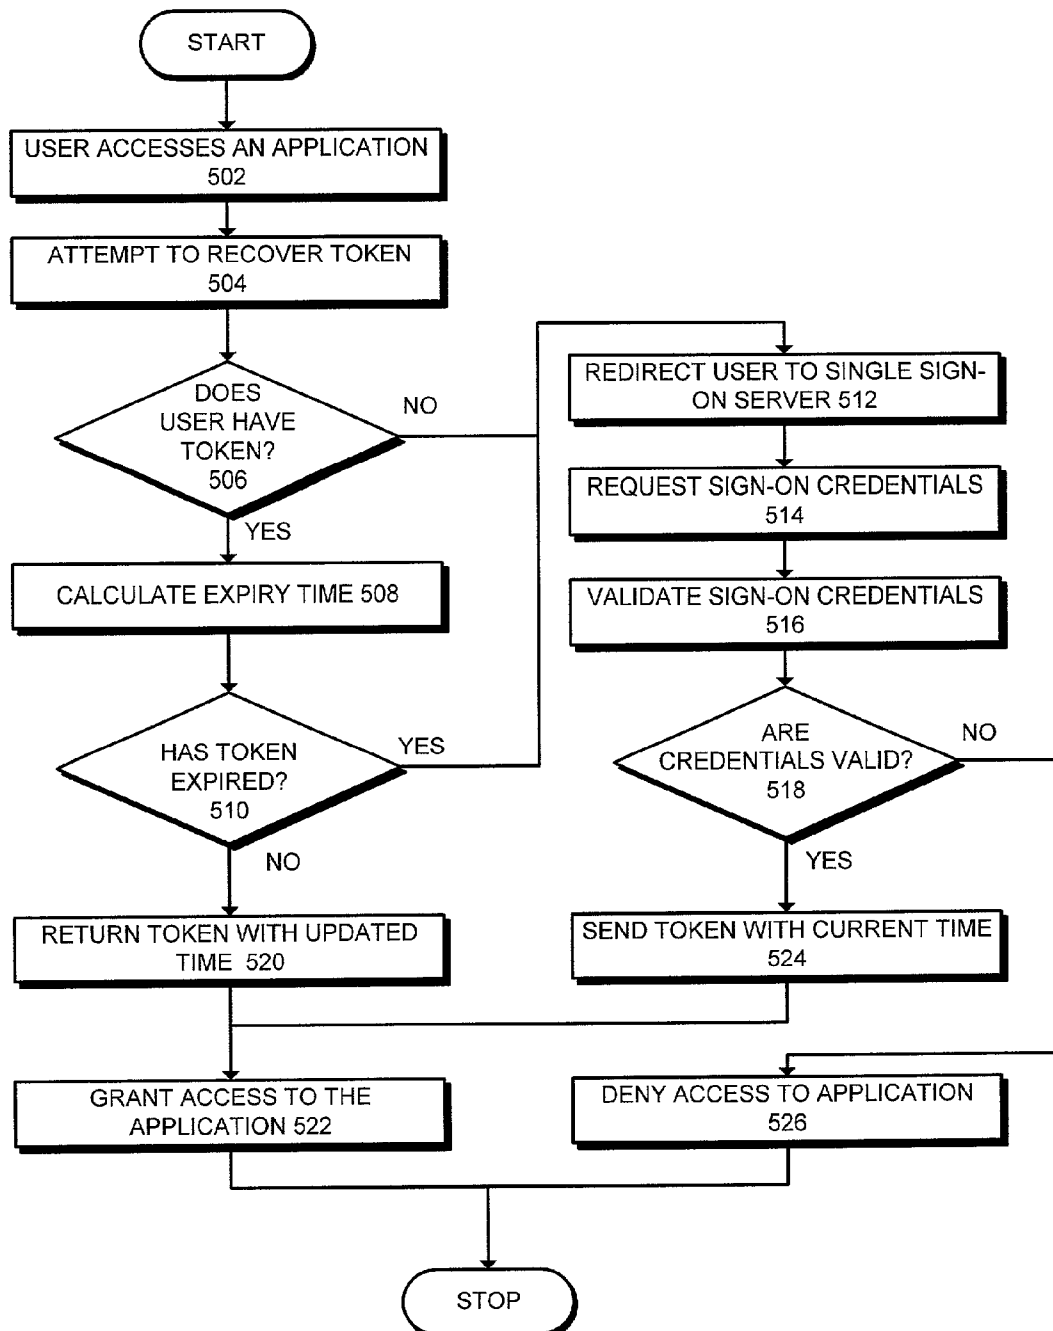 START
USER ACCESSES AN APPLICATION
502
ATTEMPT TO RECOVER TOKEN
504
DOES
USER HAVE
TOKEN?
506
NO
YES
CALCULATE EXPIRY TIME 508
HAS TOKEN
EXPIRED?
510
YES
NO
RETURN TOKEN WITH UPDATED
TIME 520
GRANT ACCESS TO THE
APPLICATION 522
REDIRECT USER TO SINGLE SIGN-
ON SERVER 512
REQUEST SIGN-ON CREDENTIALS
514
VALIDATE SIGN-ON CREDENTIALS
516
ARE
CREDENTIALS VALID?
518
NO
YES
SEND TOKEN WITH CURRENT TIME
524
DENY ACCESS TO APPLICATION
526
STOP